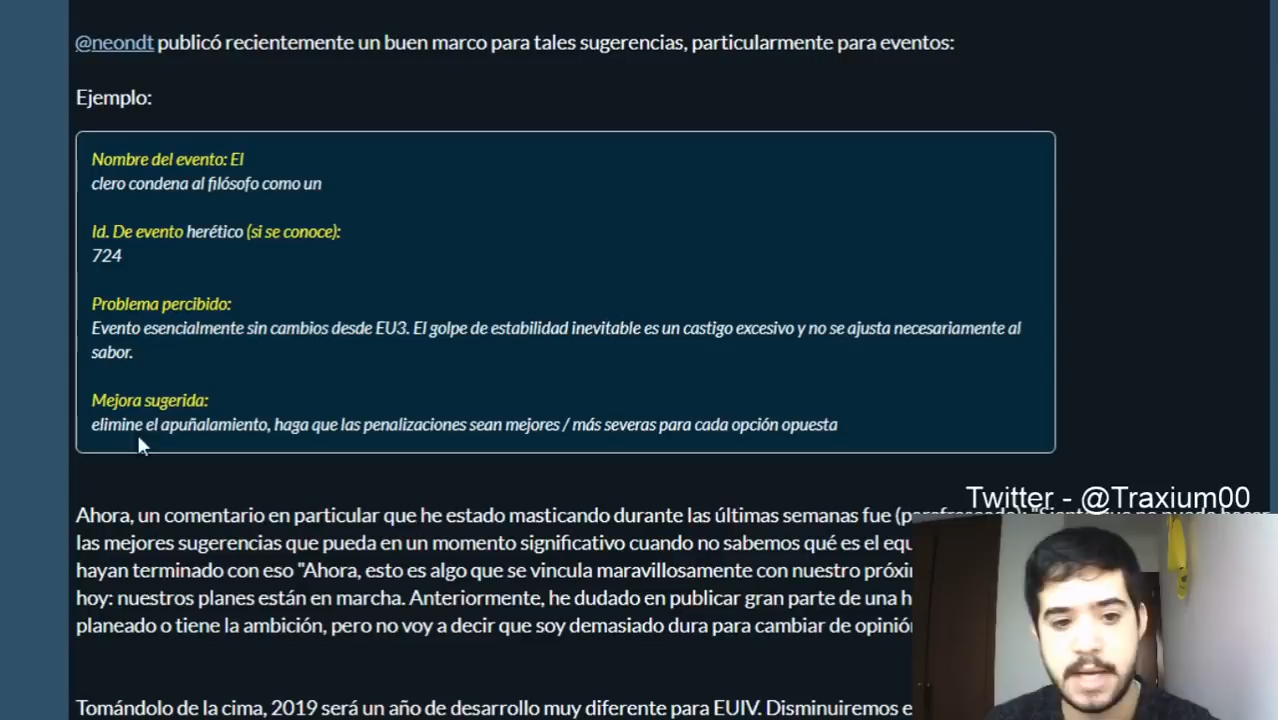 @neondt publicó recientemente un buen marco para tales sugerencias, particularmente para eventos:
Ejemplo:
Nombre del evento: El
clero condena al filósofo como un
Id. De evento herético (si se conoce):
724
Problema percibido:
Evento esencialmente sin cambios desde EU3. El golpe de estabilidad inevitable es un castigo excesivo y no se ajusta necesariamente al
sabor.
Mejora sugerida:
elimine el apuñalamiento, haga que las penalizaciones sean mejores / más severas para cada opción opuesta
Twitter - @Traxium00
Ahora, un comentario en particular que he estado masticando durante las últimas semanas fue
las mejores sugerencias que pueda en un momento significativo cuando no sabemos qué es el
hayan terminado con eso "Ahora, esto es algo que se vincula maravillosamente con nuestro
hoy: nuestros planes están en marcha. Anteriormente, he dudado en publicar gran parte de una
planeado o tiene la ambición, pero no voy a decir que soy demasiado dura para cambiar de
Tomándolo de la cima, 2019 será un año de desarrollo muy diferente para EUIV. Disminuiremos